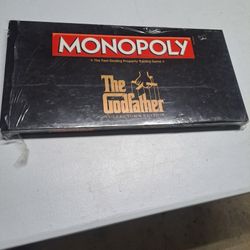 MONOPOLY
The Fast-Dealing Property Trading Game
The
Godfather
COLLECTOR'S EDITION